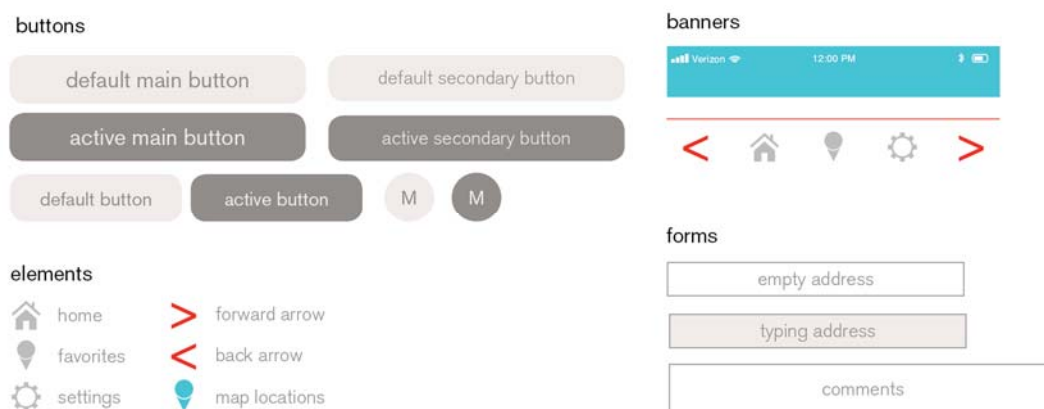 buttons
default main button
default secondary button
active main button
active secondary button
default button
active button
M
M
elements
home
forward arrow
favorites
back arrow
settings
map locations
banners
Verizon
12:00 PM
<
>
forms
empty address
typing address
comments